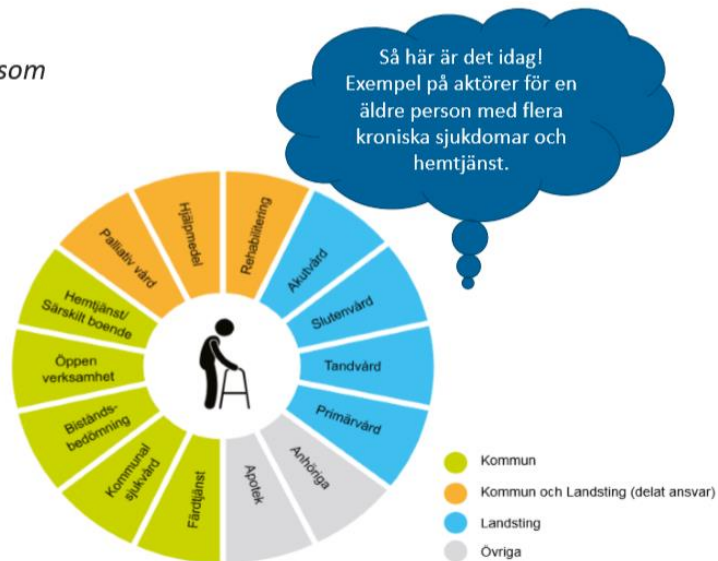 som
Så här är det idag!
Exempel på aktörer för en
äldre person med flera
kroniska sjukdomar och
hemtjänst.
Rehabilitering
Akutvård
Slutenvård
Tandvård
Primärvård
Anhöriga
Apotek
Färdtjänst
Kommunal
sjukvård
Bistånds-
bedömning
Öppen
verksamhet
Hemtjänst/
Särskilt boende
Palliativ vård
Hjälpmedel
Kommun
Kommun och Landsting (delat ansvar)
Landsting
Övriga